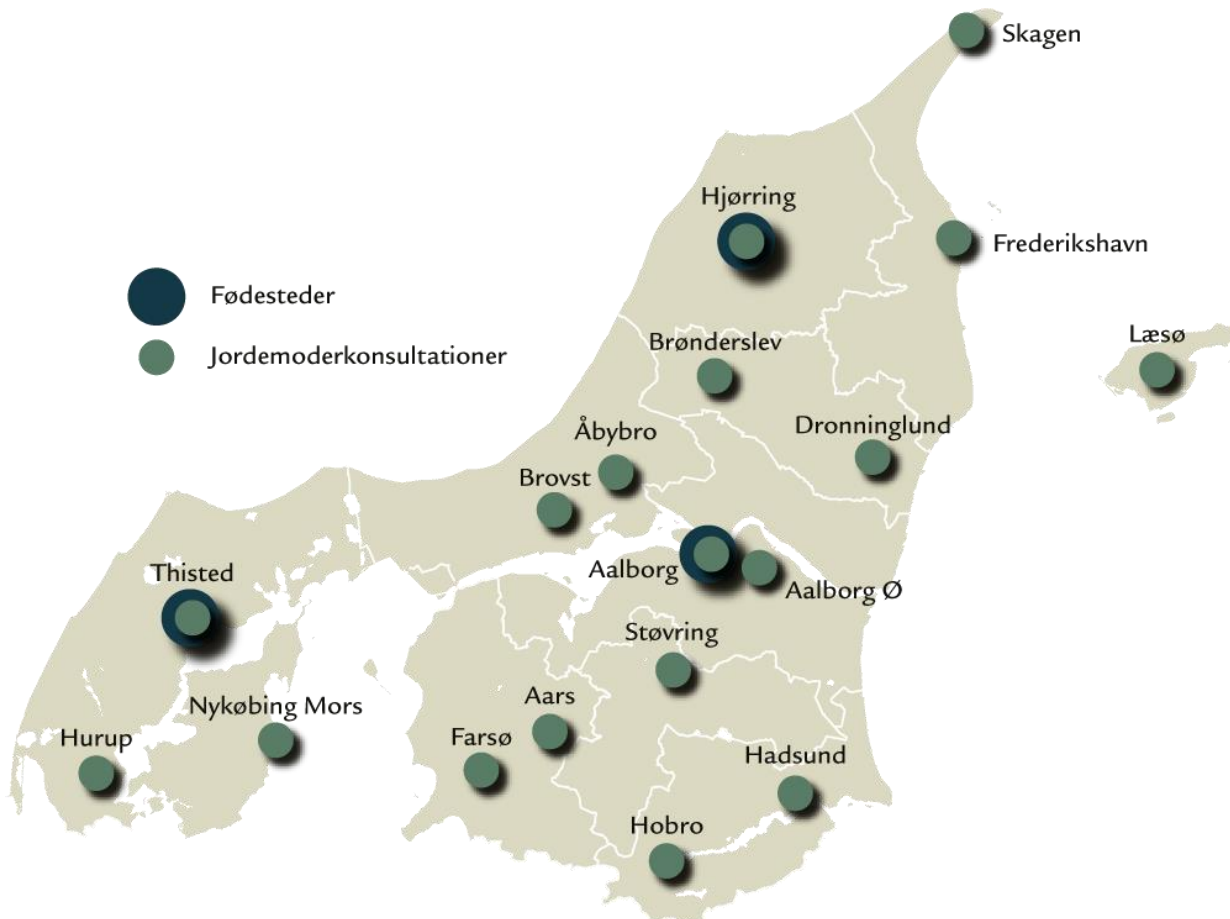 Skagen
Hjørring
Frederikshavn
Fødesteder
Læsø
Brønderslev
Jordemoderkonsultationer
Dronninglund
Åbybro
Brovst
Thisted
Aalborg
Aalborg Ø
Støvring
Aars
Nykøbing Mors
Hurup
Farsø
Hadsund
Hobro